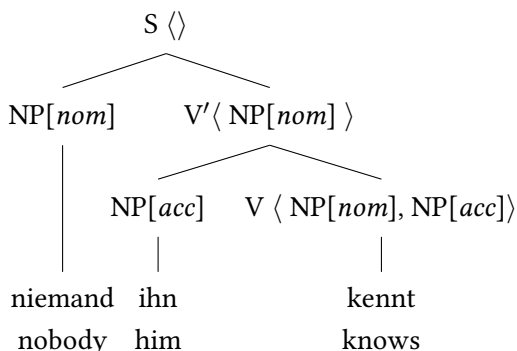 S ⟨⟩
NP[nom] V′⟨ NP[nom] ⟩
NP[acc] V ⟨ NP[nom], NP[acc]⟩
niemand ihn kennt
nobody him knows